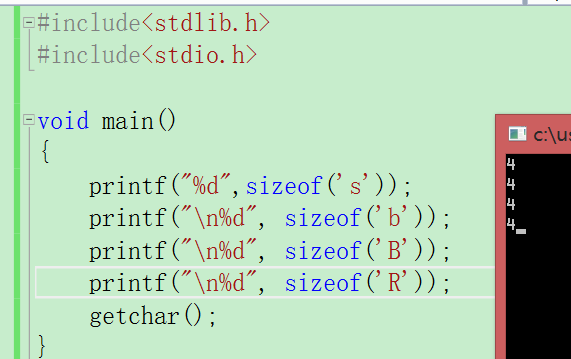 #include<stdlib.h>
#include<stdio.h>
void main()
{
printf("%d",sizeof('s'));
printf("\n%d", sizeof('b'));
printf("\n%d", sizeof('B'));
printf("\n%d", sizeof('R'));
getchar();
}
c:\us
4
4
4
4